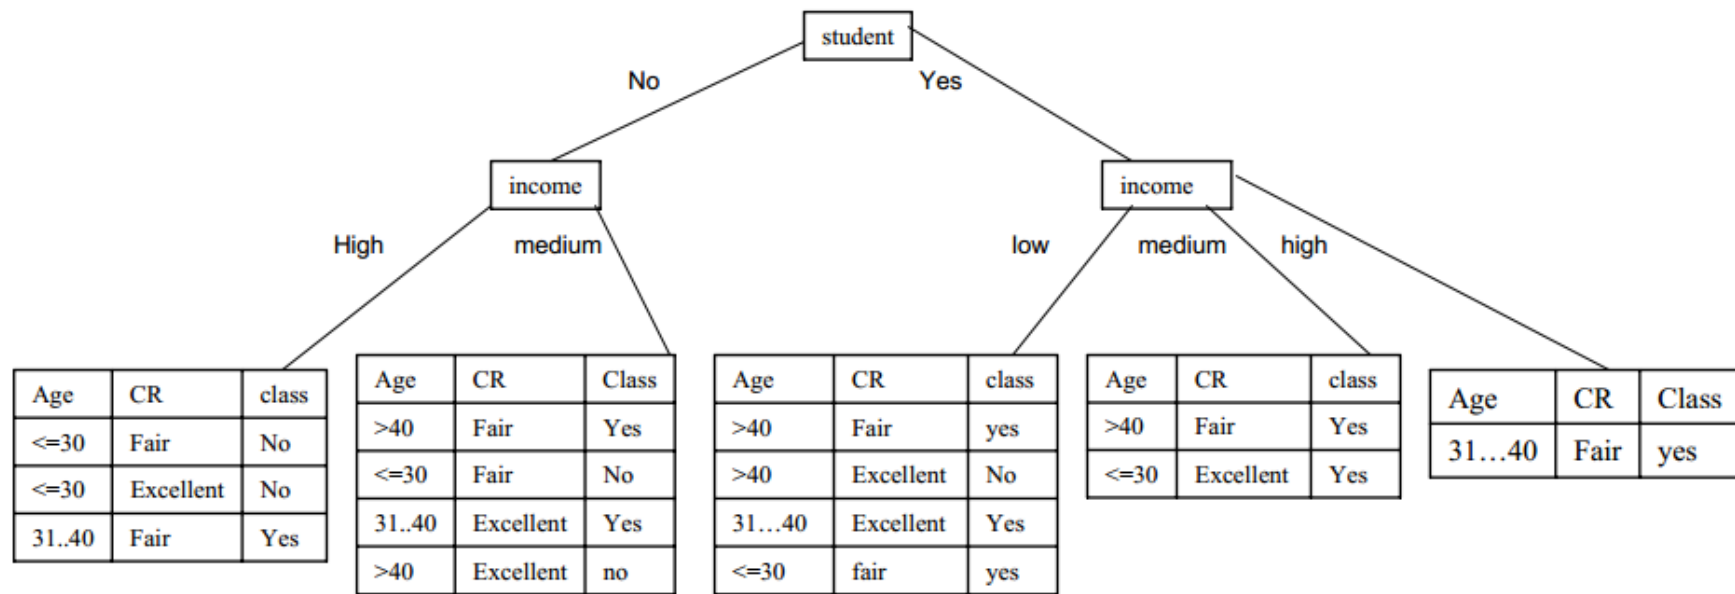 student
No Yes
income income
High medium low medium high
Age CR class
<=30 Fair No
<=30 Excellent No
31..40 Fair Yes
Age CR Class
>40 Fair Yes
<=30 Fair No
31..40 Excellent Yes
>40 Excellent no
Age CR class
>40 Fair yes
>40 Excellent No
31...40 Excellent Yes
<=30 fair yes
Age CR class
>40 Fair Yes
<=30 Excellent Yes
Age CR Class
31...40 Fair yes